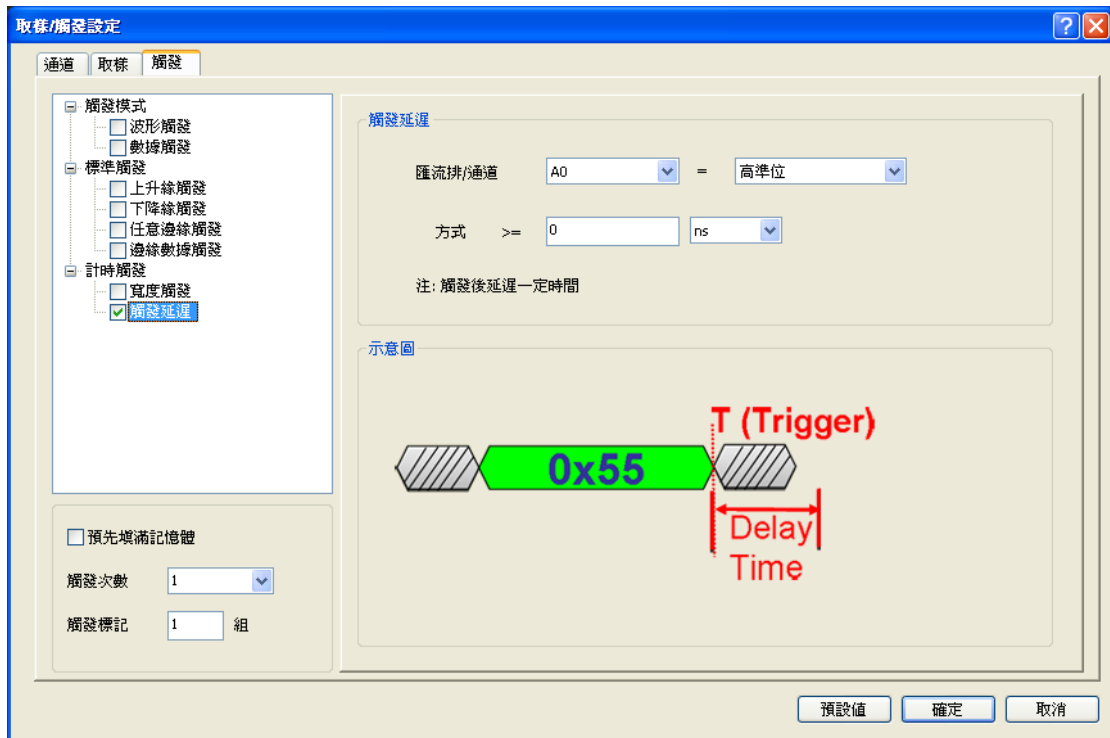 取樣/觸發設定
通道 取樣 觸發
觸發模式
波形觸發
數據觸發
標準觸發
上升緣觸發
下降緣觸發
任意邊緣觸發
邊緣數據觸發
計時觸發
寬度觸發
觸發延遲
預先填滿記憶體
觸發次數 1
觸發標記 1 組
觸發延遲
匯流排/通道 A0 = 高準位
方式 >= 0 ns
注: 觸發後延遲一定時間
示意圖
T (Trigger)
0x55
Delay
Time
預設值 確定 取消